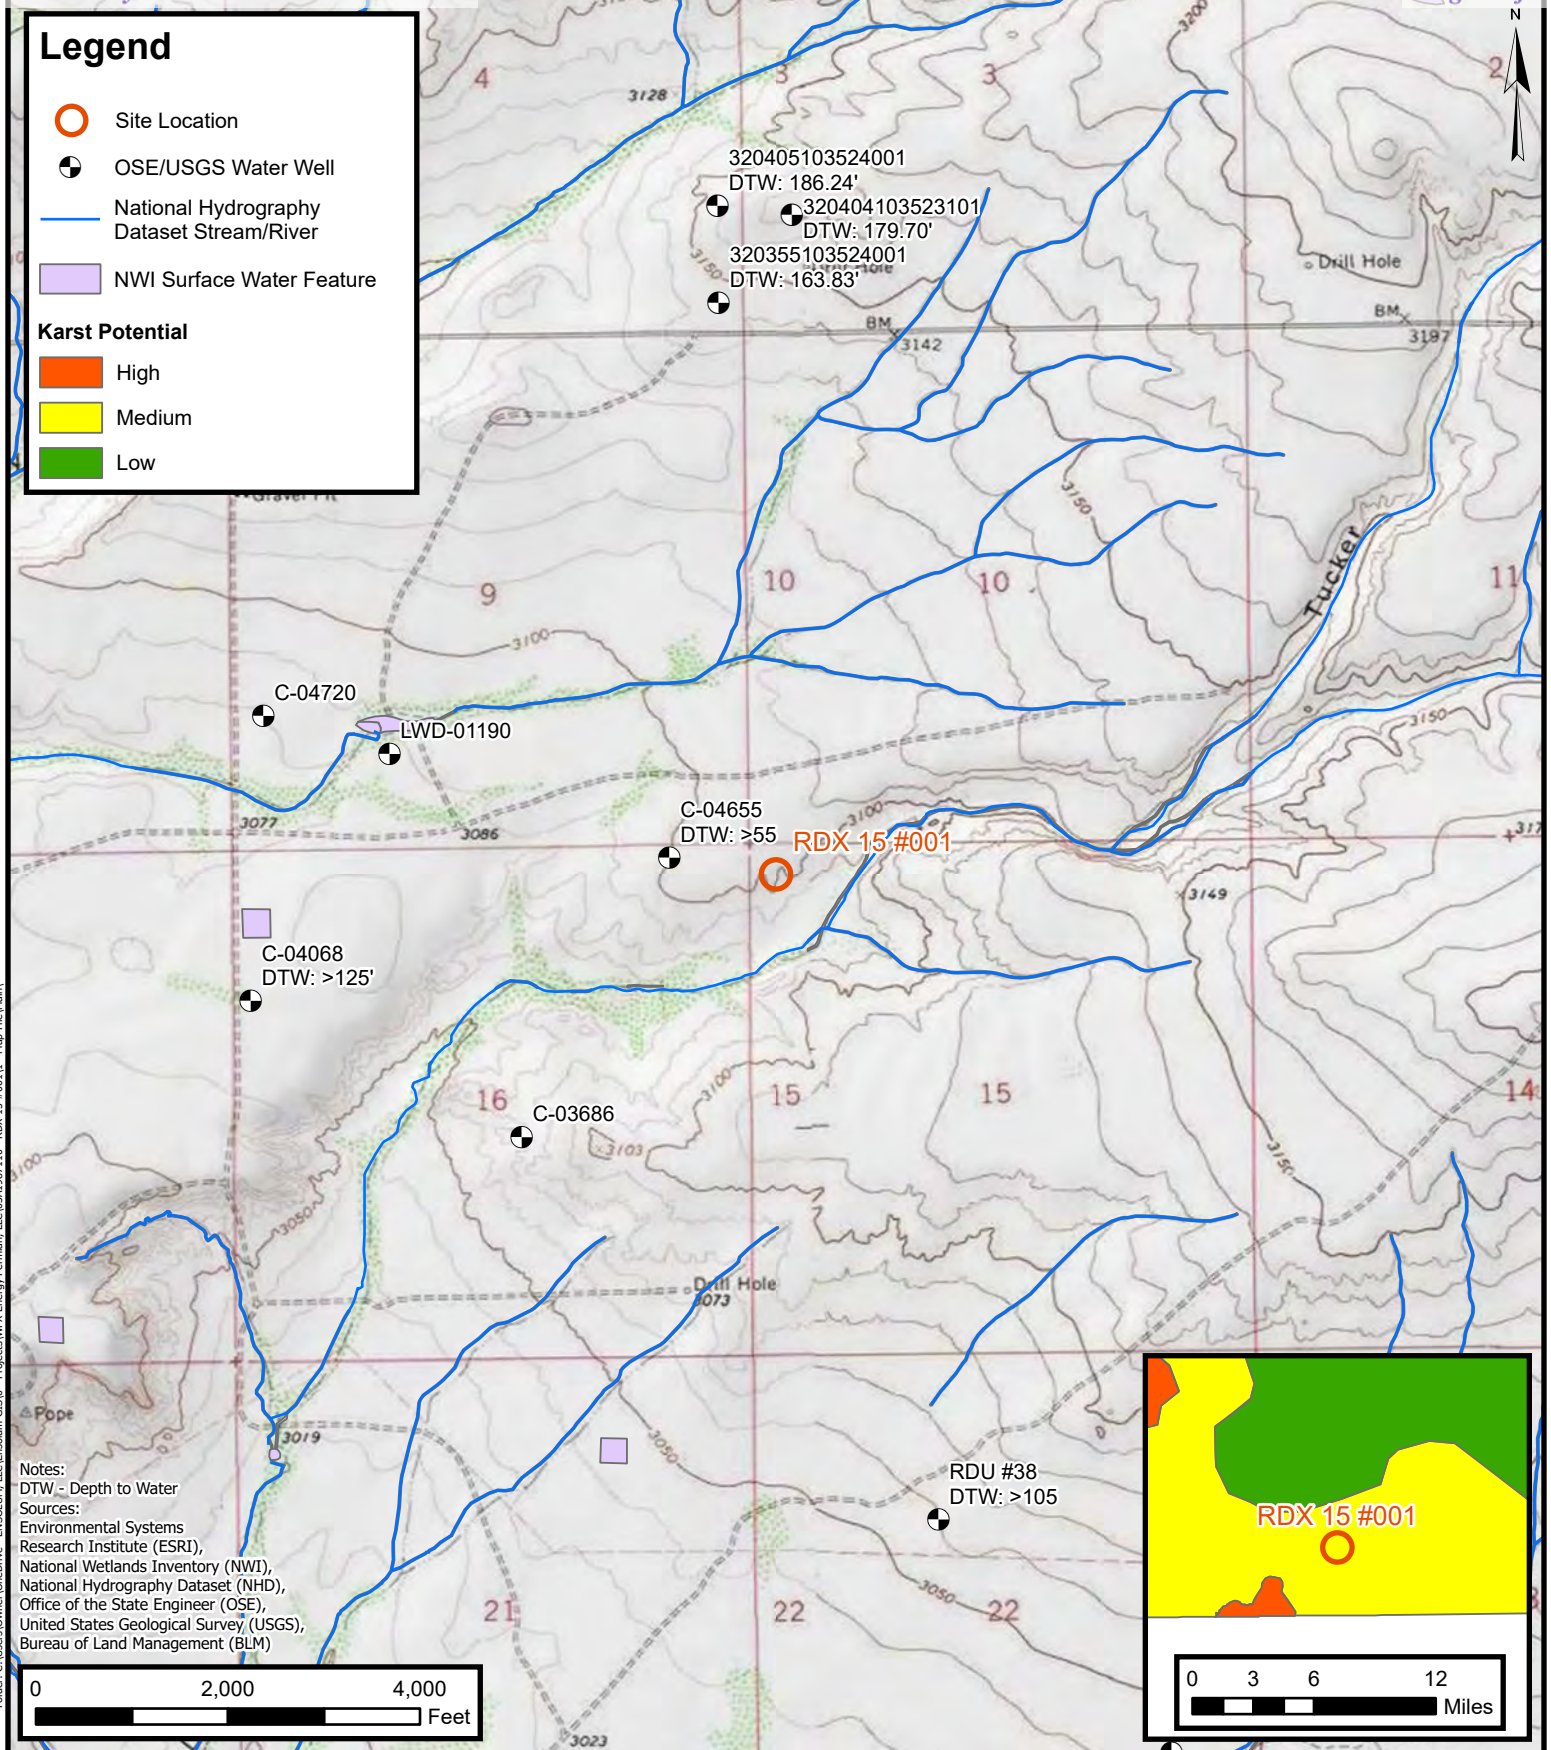 Legend
Site Location
OSE/USGS Water Well
National Hydrography
Dataset Stream/River
NWI Surface Water Feature
Karst Potential
High
Medium
Low
N
4
3
3
2
3200
3128
320405103524001
DTW: 186.24'
320404103523101
DTW: 179.70'
320355103524001
DTW: 163.83'
3150
Drill Hole
BM
3142
BM
3197
Gravel Pit
3150
Tucker
9
10
10
11
3100
C-04720
LWD-01190
3150
3077
3086
C-04655
DTW: >55
3100
RDX 15 #001
3149
C-04068
DTW: >125'
16
C-03686
3103
3100
15
15
14
3150
3100
3050
Drill Hole
3073
Pope
3019
3050
RDU #38
DTW: >105
3050
21
22
22
3023
Notes:
DTW - Depth to Water
Sources:
Environmental Systems
Research Institute (ESRI),
National Wetlands Inventory (NWI),
National Hydrography Dataset (NHD),
Office of the State Engineer (OSE),
United States Geological Survey (USGS),
Bureau of Land Management (BLM)
0 2,000 4,000
Feet
RDX 15 #001
0 3 6 12
Miles